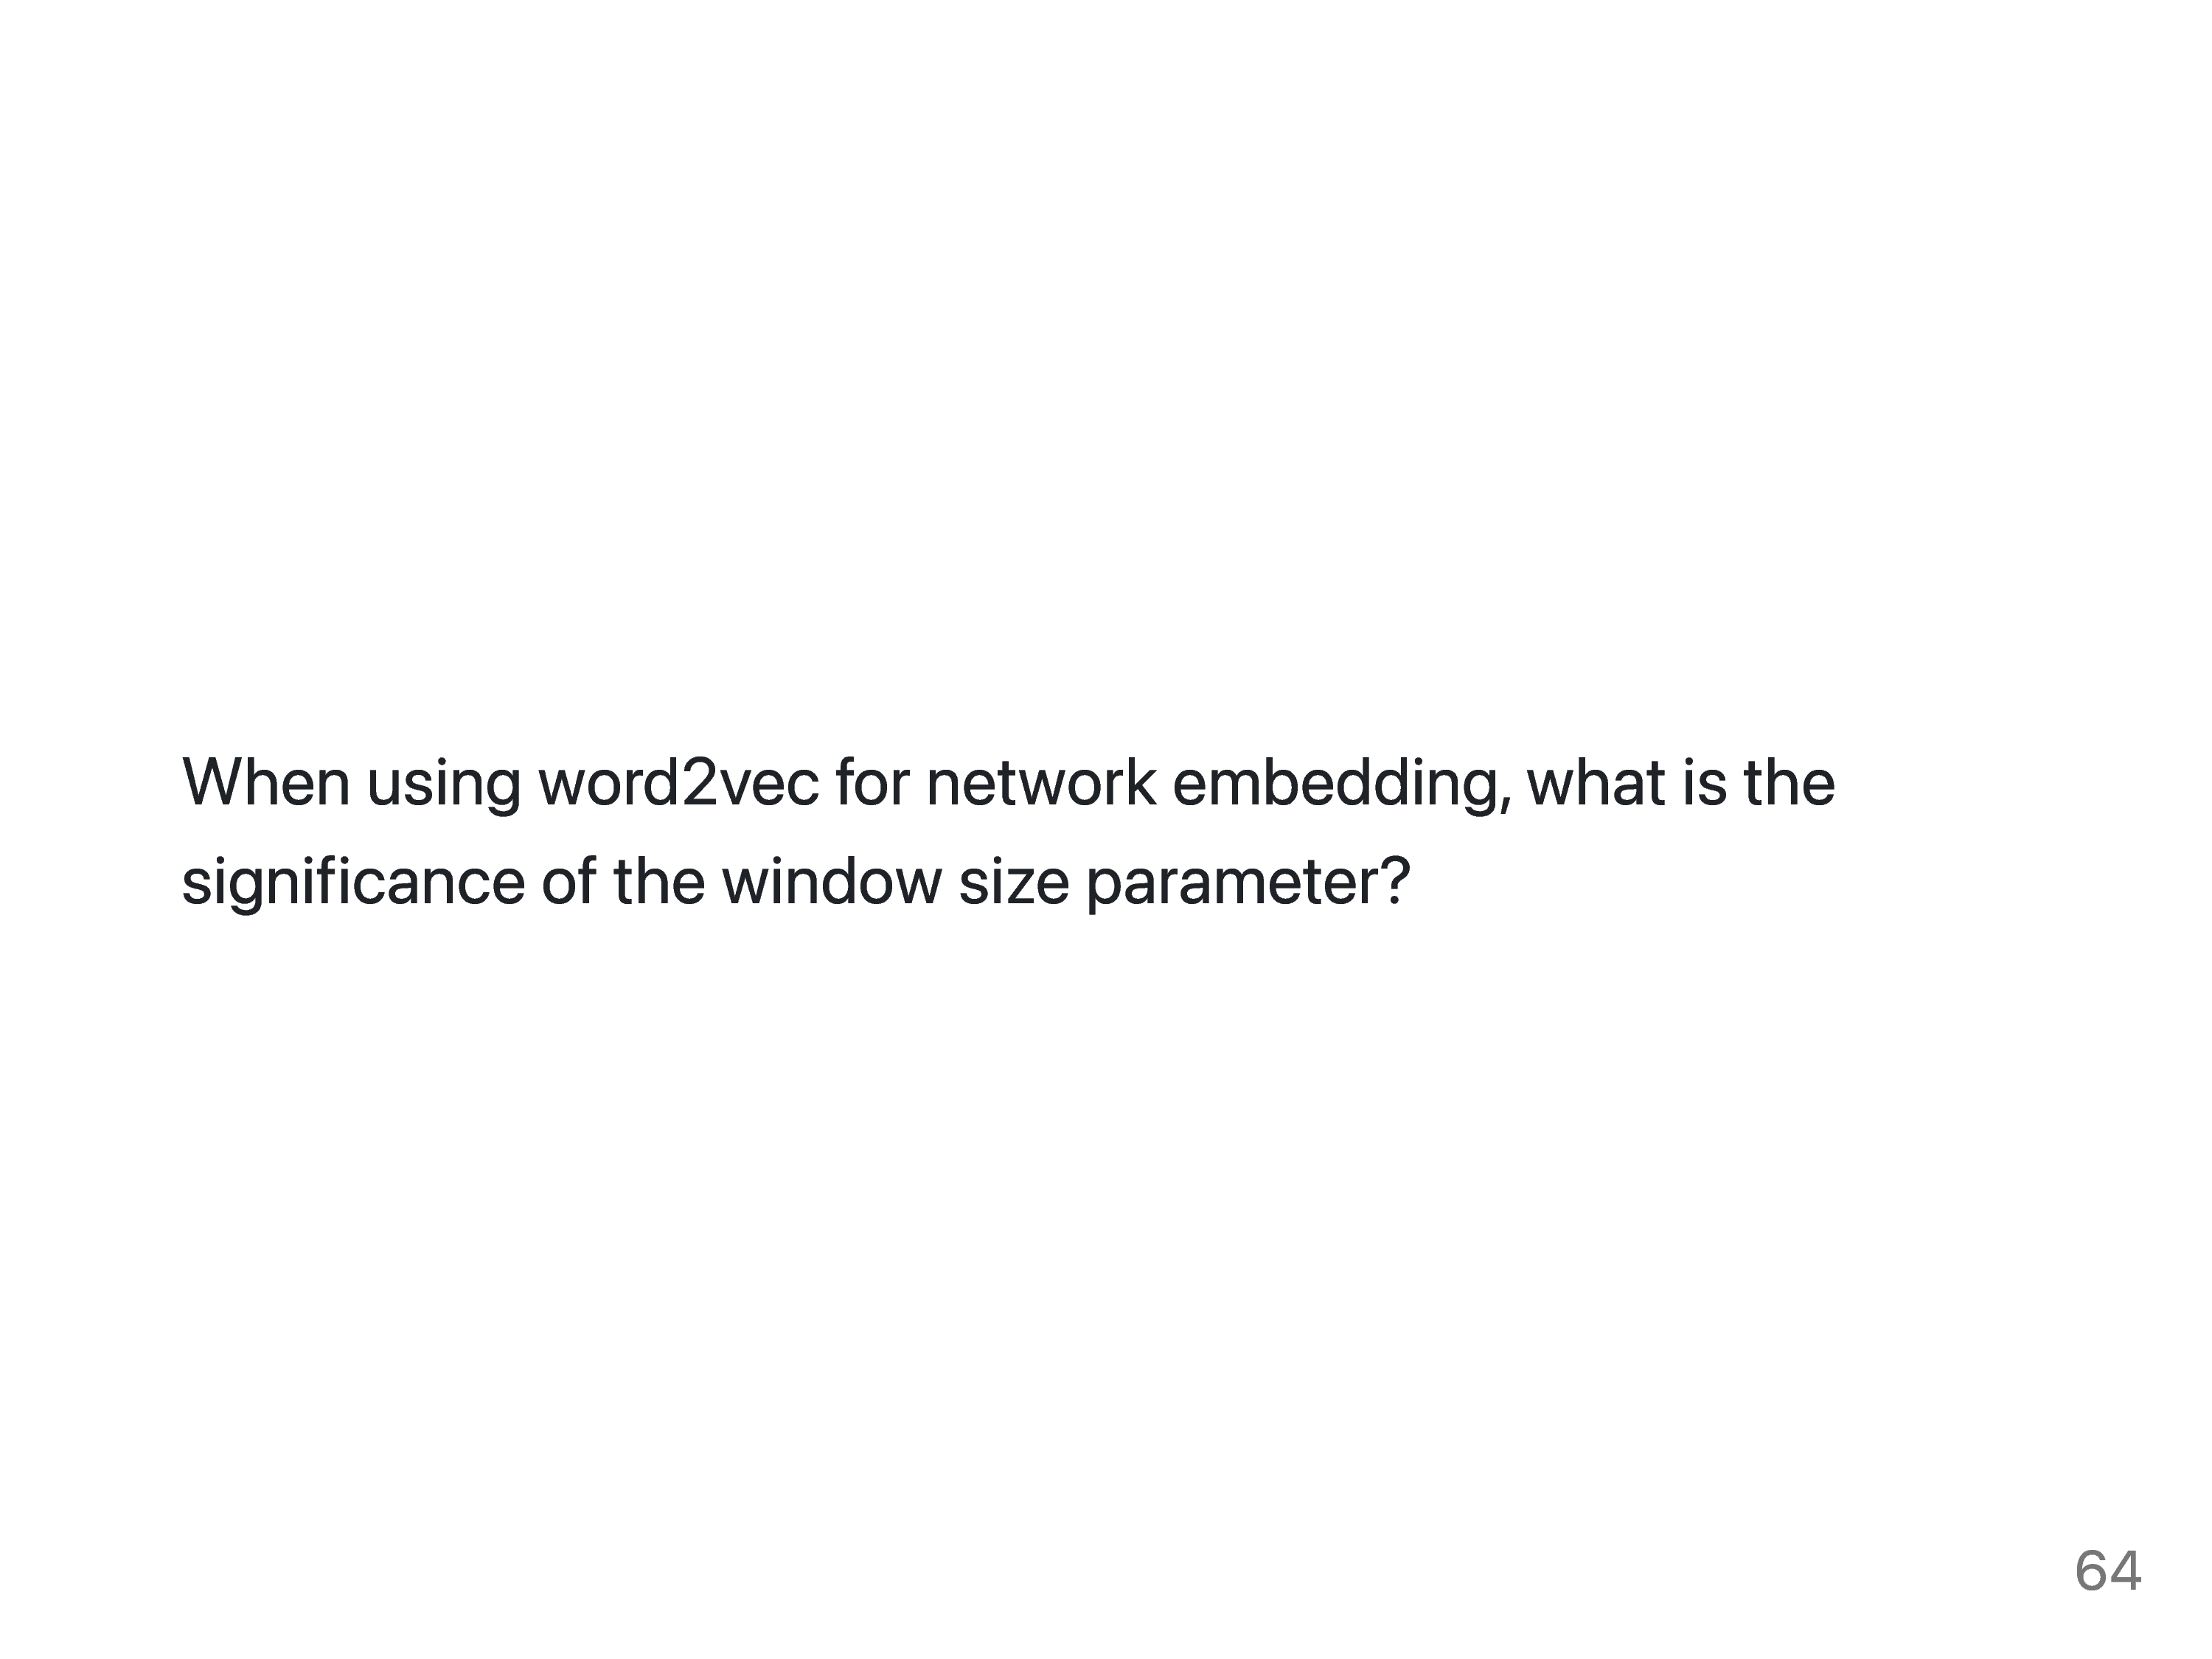 When using word2vec for network embedding, what is the
significance of the window size parameter?
64